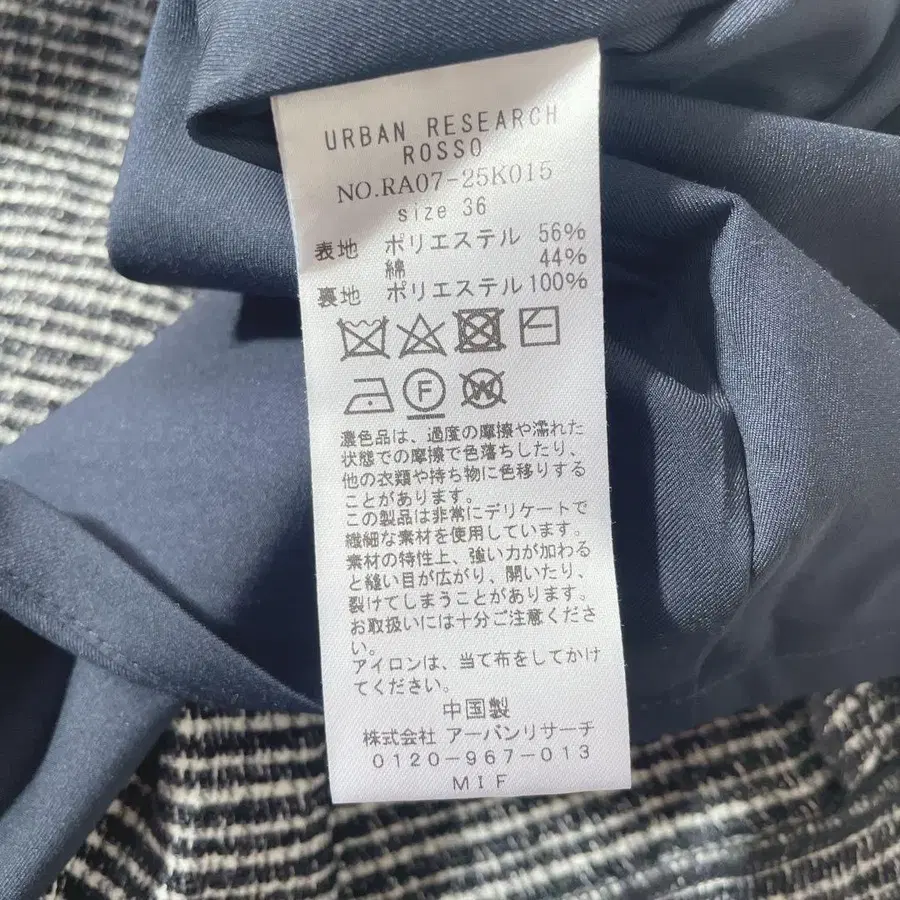 URBAN RESEARCH
ROSSO
NO.RA07-25K015
size 36
表地 ポリエステル 56%
綿 44%
裏地 ポリエステル 100%
F
W
濃色品は、過度の摩擦や濡れた
状態での摩擦で色落ちしたり、
他の衣類や持ち物に色移りする
ことがあります。
この製品は非常にデリケートで
繊細な素材を使用しています。
素材の特性上、強い力が加わる
と縫い目が広がり、開いたり、
裂けてしまうことがあります。
お取扱いには十分ご注意くださ
い。
アイロンは、当て布をしてかけ
てください。
中国製
株式会社 アーバンリサーチ
0120-967-013
MIF